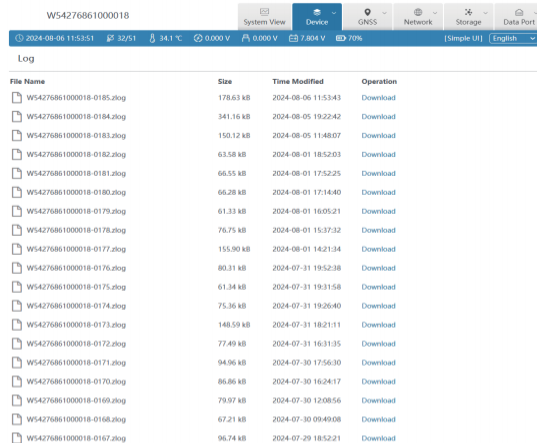 W54276861000018
System View
Device
GNSS
Network
Storage
Data Port
2024-08-06 11:53:51 32/51 34.1 ℃ 0.000 V 0.000 V 7.804 V 70% [Simple UI] English
Log
File Name Size Time Modified Operation
W54276861000018-0185.zlog 178.63 kB 2024-08-06 11:53:43 Download
W54276861000018-0184.zlog 341.16 kB 2024-08-05 19:22:42 Download
W54276861000018-0183.zlog 150.12 kB 2024-08-05 11:48:07 Download
W54276861000018-0182.zlog 63.58 kB 2024-08-01 18:52:03 Download
W54276861000018-0181.zlog 66.55 kB 2024-08-01 17:52:25 Download
W54276861000018-0180.zlog 66.28 kB 2024-08-01 17:14:40 Download
W54276861000018-0179.zlog 61.33 kB 2024-08-01 16:05:21 Download
W54276861000018-0178.zlog 76.75 kB 2024-08-01 15:37:32 Download
W54276861000018-0177.zlog 155.90 kB 2024-08-01 14:21:34 Download
W54276861000018-0176.zlog 80.31 kB 2024-07-31 19:52:38 Download
W54276861000018-0175.zlog 61.34 kB 2024-07-31 19:31:58 Download
W54276861000018-0174.zlog 75.36 kB 2024-07-31 19:26:40 Download
W54276861000018-0173.zlog 148.59 kB 2024-07-31 18:21:11 Download
W54276861000018-0172.zlog 77.49 kB 2024-07-31 16:31:35 Download
W54276861000018-0171.zlog 94.96 kB 2024-07-30 17:56:30 Download
W54276861000018-0170.zlog 86.86 kB 2024-07-30 16:24:17 Download
W54276861000018-0169.zlog 79.97 kB 2024-07-30 12:08:56 Download
W54276861000018-0168.zlog 67.21 kB 2024-07-30 09:49:08 Download
W54276861000018-0167.zlog 96.74 kB 2024-07-29 18:52:21 Download